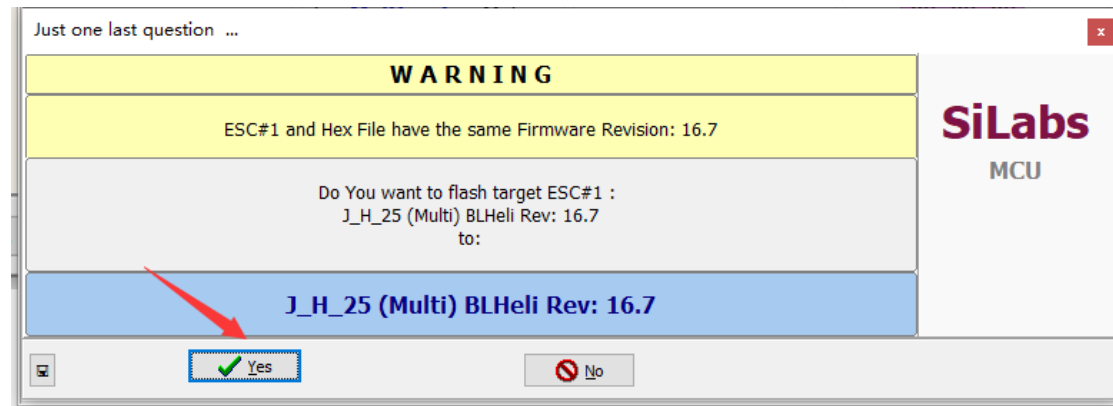 Just one last question ...
x
W A R N I N G
ESC#1 and Hex File have the same Firmware Revision: 16.7
SiLabs
MCU
Do You want to flash target ESC#1 :
J_H_25 (Multi) BLHeli Rev: 16.7
to:
J_H_25 (Multi) BLHeli Rev: 16.7
Yes
No